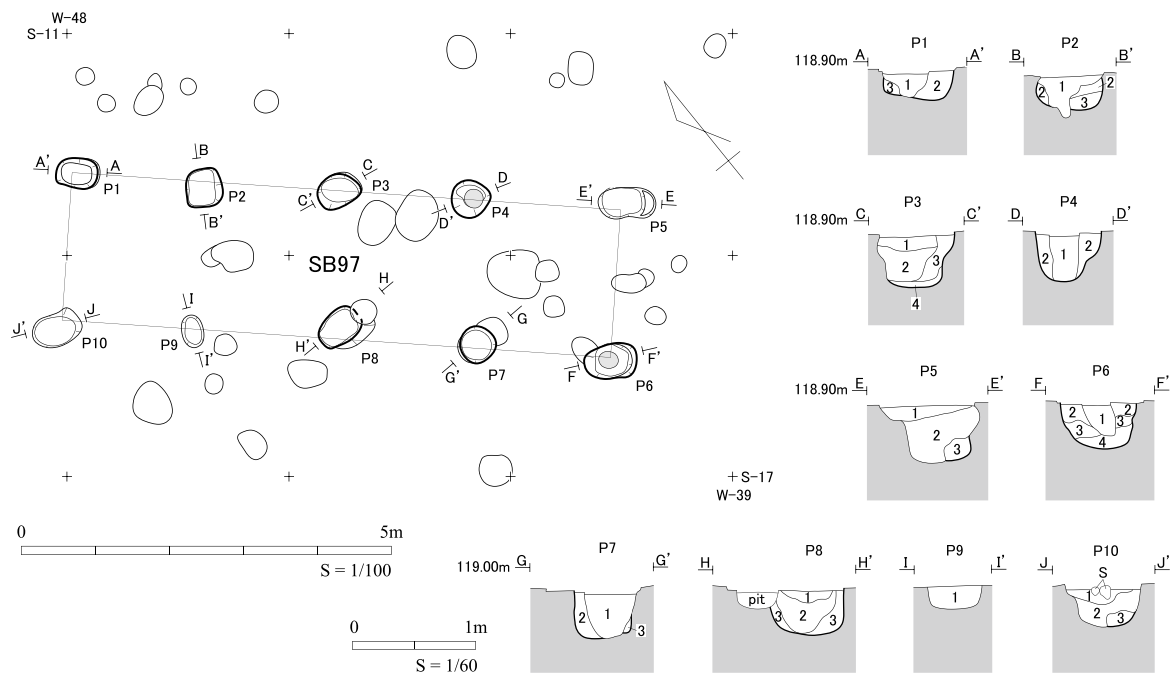 W-48
S-11
A' A
P1
B
B'
P2
C
C'
P3
D
D'
P4
E' E
P5
SB97
J
J'
P10
I
I'
P9
H
H'
P8
G
G'
P7
F
F'
P6
S-17
W-39
0 5m
S = 1/100
0 1m
S = 1/60
P1
118.90m A A'
3 1 2
P2
B B'
2 1 2
3
P3
118.90m C C'
1
2 3
4
P4
D D'
2 1 2
P5
118.90m E E'
1
2
3
P6
F F'
2 1 2
3 3
4
P7
119.00m G G'
2 1
3
P8
H H'
pit 1
3 2 3
P9
I I'
1
P10
J J'
S
1
2 3